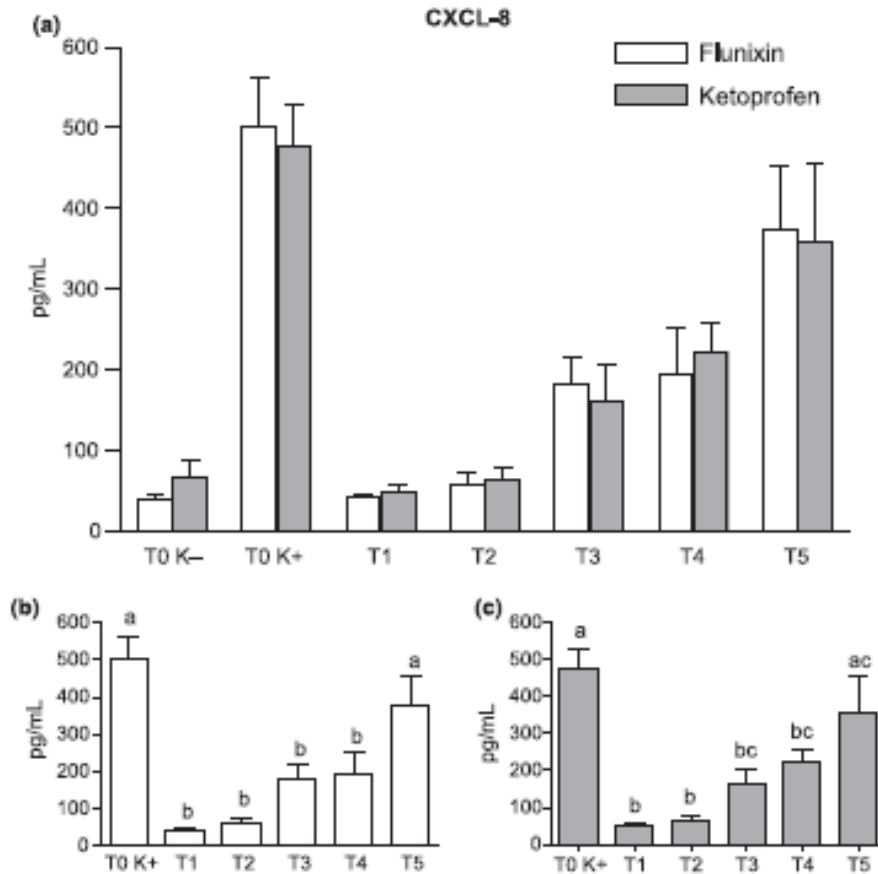 (a)
CXCL–8
Flunixin
Ketoprofen
pg/mL
600
500
400
300
200
100
0
T0 K– T0 K+ T1 T2 T3 T4 T5
(b)
pg/mL
600
500
400
300
200
100
0
a b b b b a
T0 K+ T1 T2 T3 T4 T5
(c)
pg/mL
600
500
400
300
200
100
0
a b b bc bc ac
T0 K+ T1 T2 T3 T4 T5